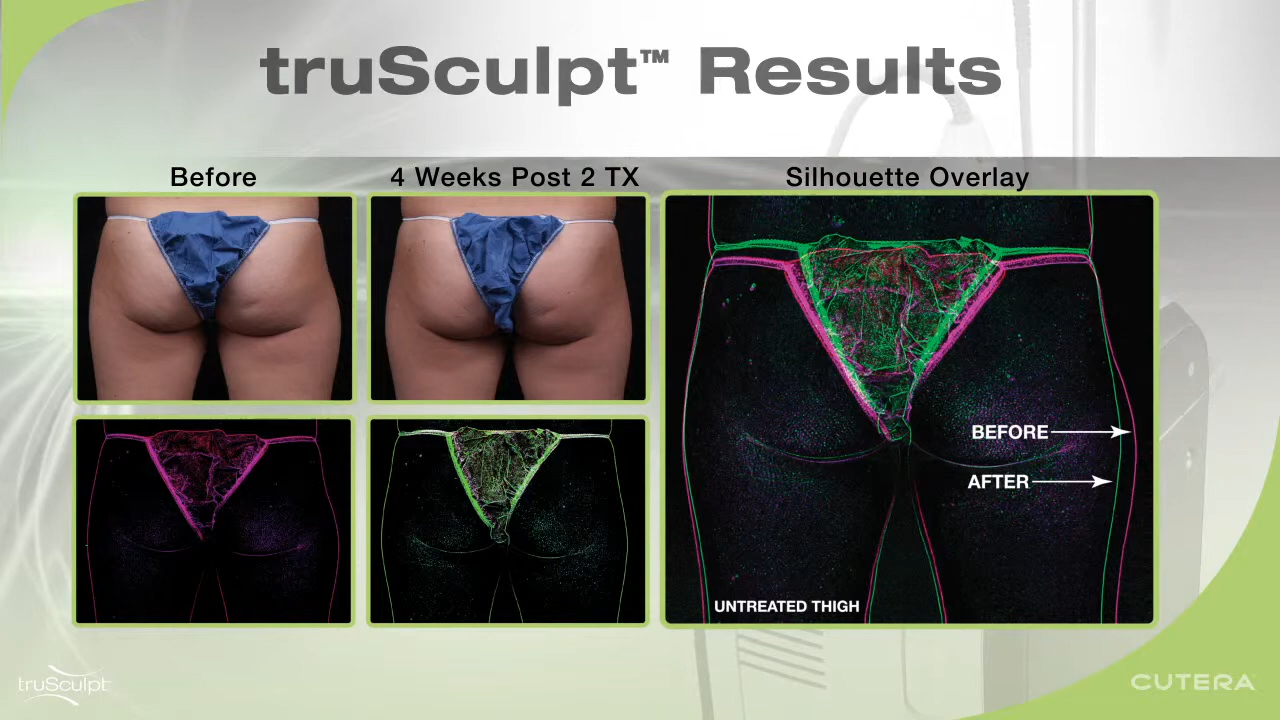 truSculpt™ Results
Before
4 Weeks Post 2 TX
Silhouette Overlay
BEFORE
AFTER
UNTREATED THIGH
truSculpt
CUTERA